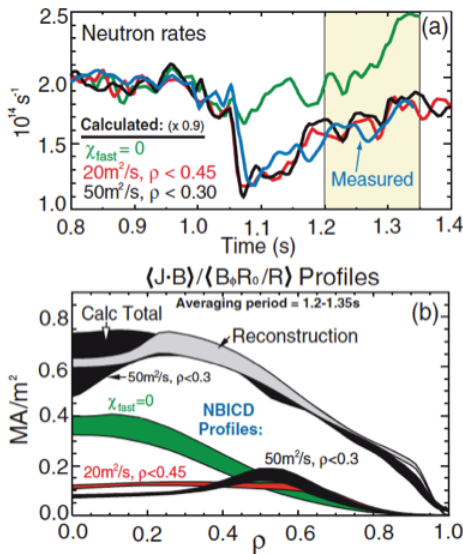 Neutron rates
(a)
2.5
2.0
1.5
1.0
10¹⁴ s⁻¹
Calculated: (x 0.9)
χfast = 0
20m²/s, ρ < 0.45
50m²/s, ρ < 0.30
Measured
0.8 0.9 1.0 1.1 1.2 1.3 1.4
Time (s)
⟨J·B⟩/⟨BΦR₀/R⟩ Profiles
Averaging period = 1.2-1.35s
(b)
Calc Total
Reconstruction
50m²/s, ρ<0.3
χfast=0
NBICD
Profiles:
50m²/s, ρ<0.3
20m²/s, ρ<0.45
0.8
0.6
0.4
0.2
0.0
MA/m²
0.0 0.2 0.4 0.6 0.8 1.0
ρ